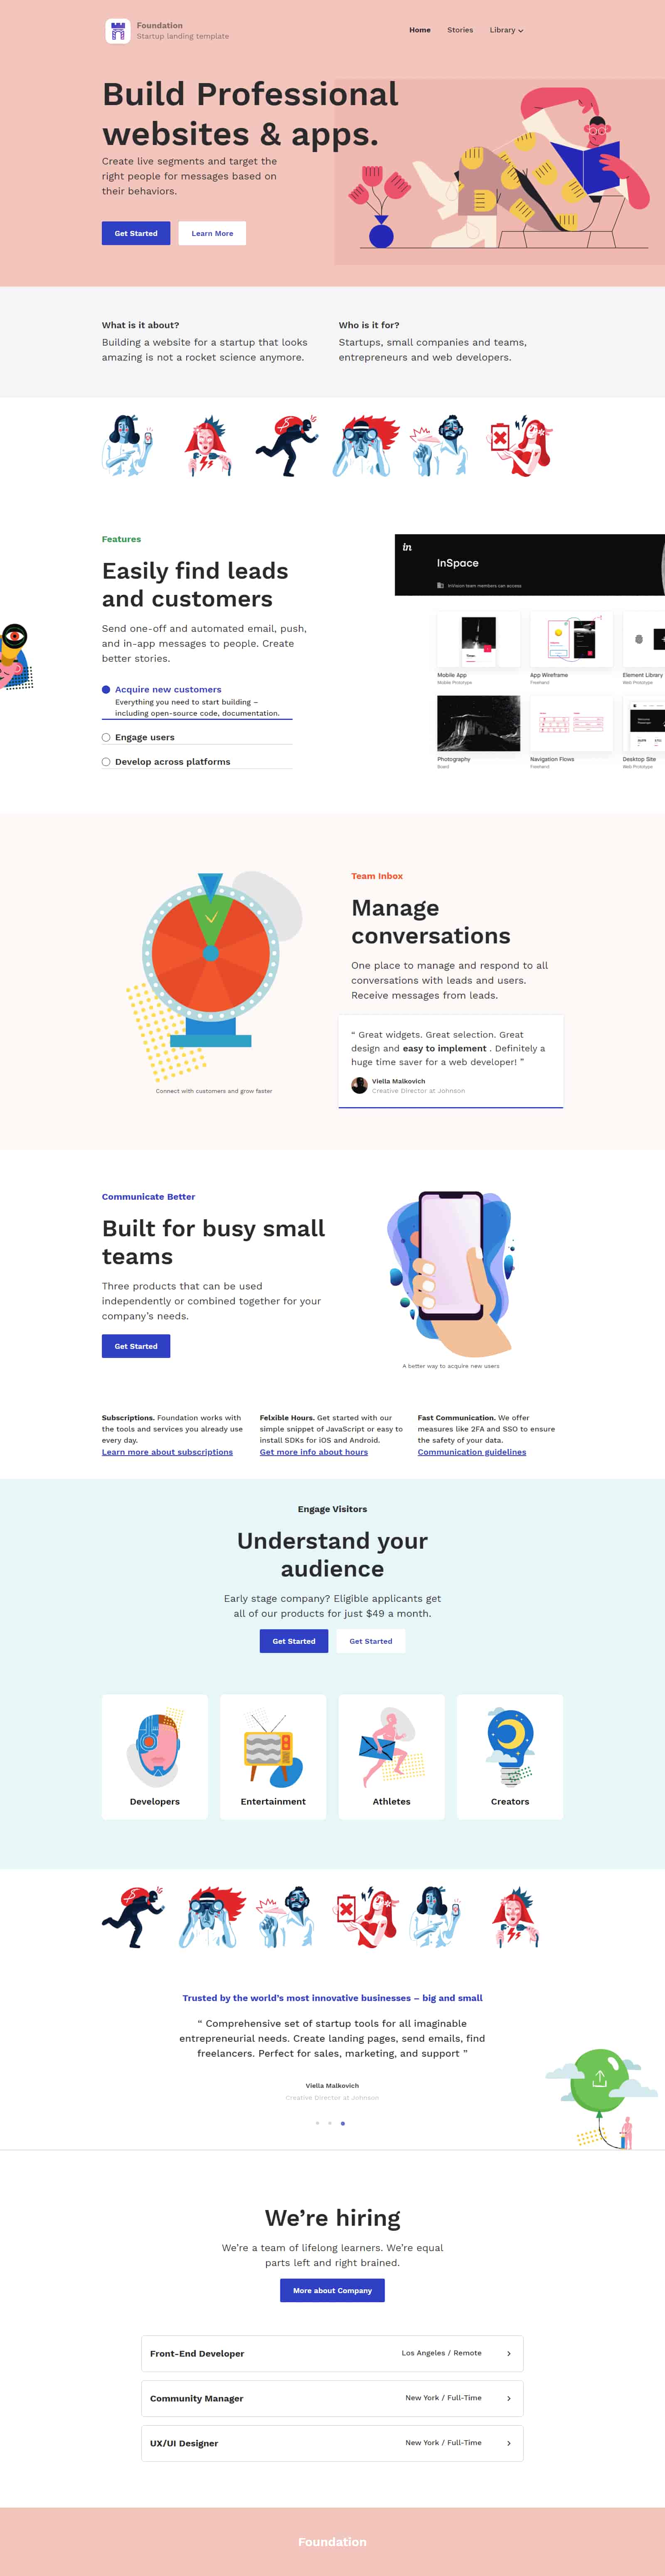 Foundation
Startup landing template
Home
Stories
Library
Build Professional
websites & apps.
Create live segments and target the
right people for messages based on
their behaviors.
Get Started
Learn More
What is it about?
Building a website for a startup that looks
amazing is not a rocket science anymore.
Who is it for?
Startups, small companies and teams,
entrepreneurs and web developers.
Features
Easily find leads
and customers
Send one-off and automated email, push,
and in-app messages to people. Create
better stories.
Acquire new customers
Everything you need to start building –
including open-source code, documentation.
Engage users
Develop across platforms
in
InSpace
InVision team members can access
Mobile App
Mobile Prototype
App Wireframe
Freehand
Element Library
Web Prototype
Photography
Board
Navigation Flows
Freehand
Desktop Site
Web Prototype
Team Inbox
Manage
conversations
One place to manage and respond to all
conversations with leads and users.
Receive messages from leads.
“ Great widgets. Great selection. Great
design and easy to implement . Definitely a
huge time saver for a web developer! ”
Viella Malkovich
Creative Director at Johnson
Connect with customers and grow faster
Communicate Better
Built for busy small
teams
Three products that can be used
independently or combined together for your
company’s needs.
Get Started
A better way to acquire new users
Subscriptions. Foundation works with
the tools and services you already use
every day.
Learn more about subscriptions
Felxible Hours. Get started with our
simple snippet of JavaScript or easy to
install SDKs for iOS and Android.
Get more info about hours
Fast Communication. We offer
measures like 2FA and SSO to ensure
the safety of your data.
Communication guidelines
Engage Visitors
Understand your
audience
Early stage company? Eligible applicants get
all of our products for just $49 a month.
Get Started
Get Started
Developers
Entertainment
Athletes
Creators
Trusted by the world’s most innovative businesses – big and small
“ Comprehensive set of startup tools for all imaginable
entrepreneurial needs. Create landing pages, send emails, find
freelancers. Perfect for sales, marketing, and support ”
Viella Malkovich
Creative Director at Johnson
We’re hiring
We’re a team of lifelong learners. We’re equal
parts left and right brained.
More about Company
Front-End Developer
Los Angeles / Remote
Community Manager
New York / Full-Time
UX/UI Designer
New York / Full-Time
Foundation